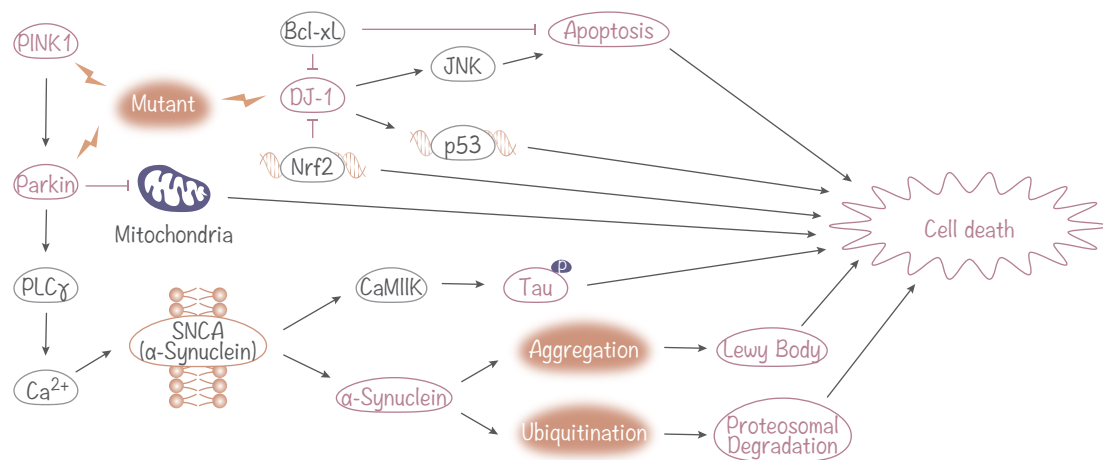 PINK1
Bcl-xL
Apoptosis
JNK
Mutant
DJ-1
p53
Nrf2
Parkin
Mitochondria
Cell death
PLCγ
CaMIIK
Tau
P
SNCA
(α-Synuclein)
Ca²⁺
Aggregation
Lewy Body
α-Synuclein
Ubiquitination
Proteosomal
Degradation